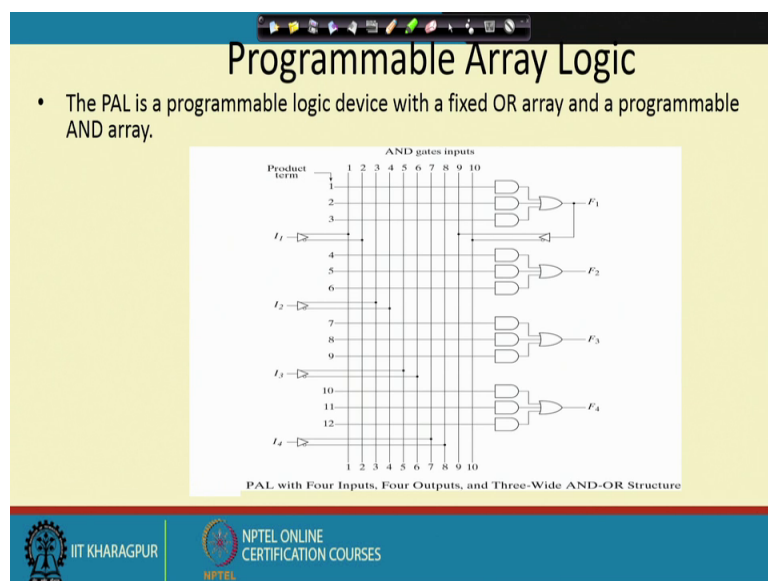 Programmable Array Logic
• The PAL is a programmable logic device with a fixed OR array and a programmable
AND array.
AND gates inputs
Product
term
1 2 3 4 5 6 7 8 9 10
1
2
3
I1
F1
4
5
6
F2
I2
7
8
9
F3
I3
10
11
12
F4
I4
1 2 3 4 5 6 7 8 9 10
PAL with Four Inputs, Four Outputs, and Three-Wide AND-OR Structure
IIT KHARAGPUR
NPTEL
NPTEL ONLINE
CERTIFICATION COURSES